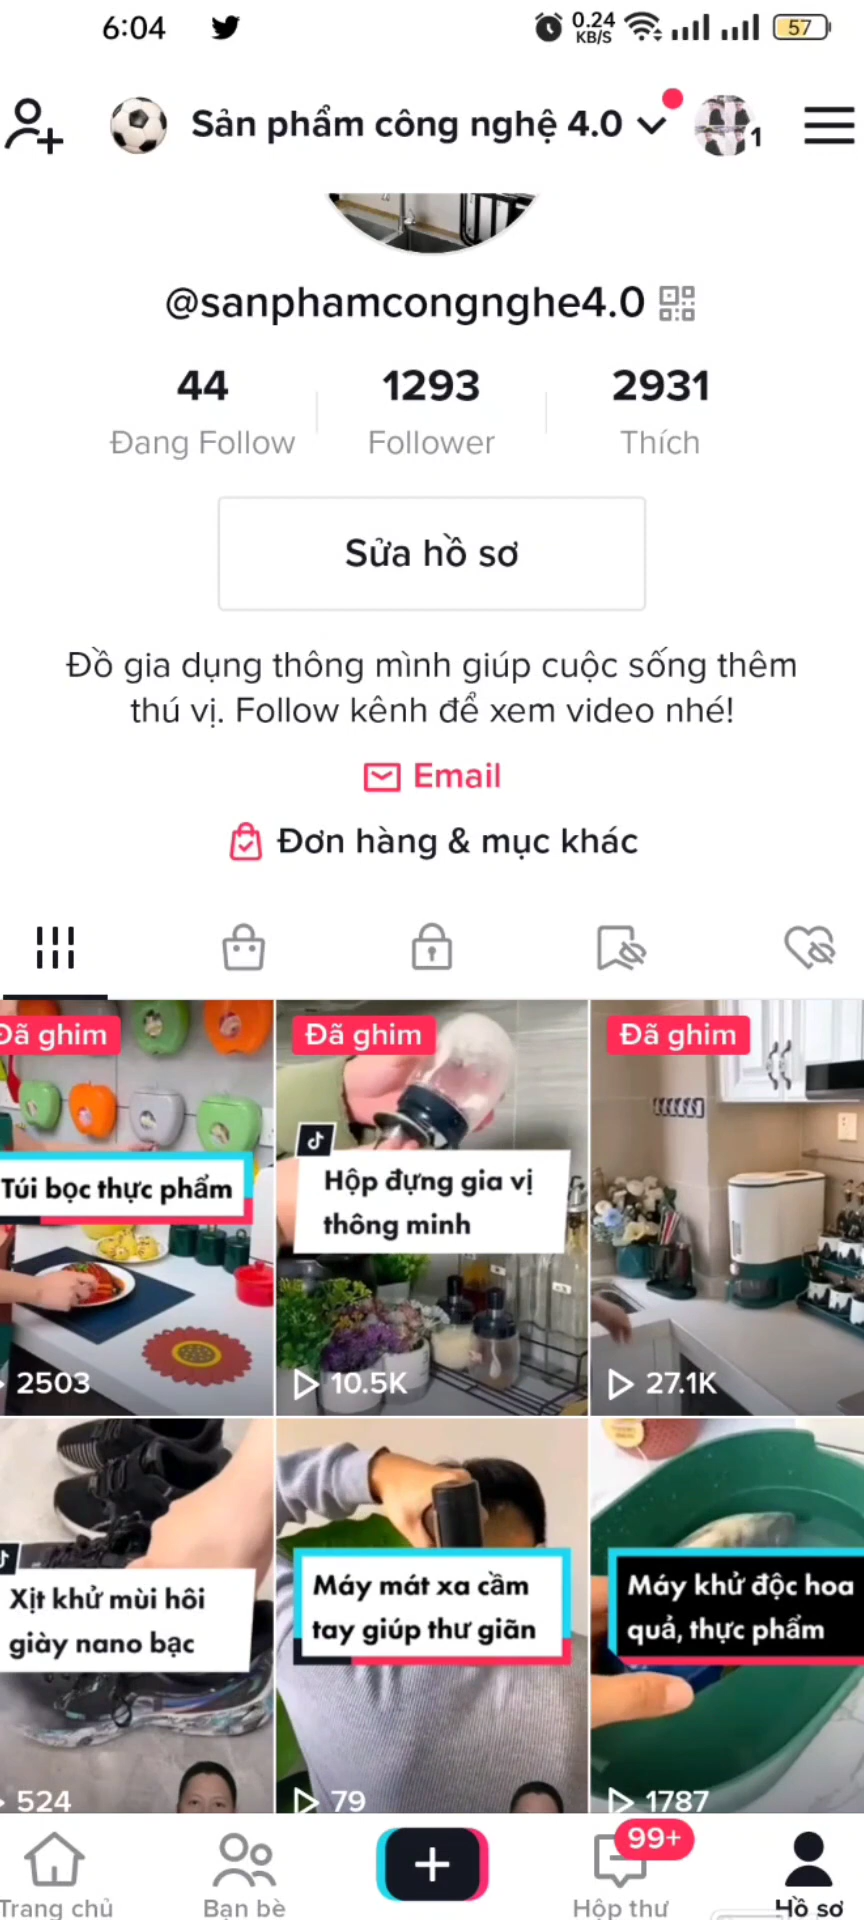 6:04
0.24
KB/S
57
Sản phẩm công nghệ 4.0
1
@sanphamcongnghe4.0
44
1293
2931
Đang Follow
Follower
Thích
Sửa hồ sơ
Đồ gia dụng thông mình giúp cuộc sống thêm
thú vị. Follow kênh để xem video nhé!
Email
Đơn hàng & mục khác
Đã ghim
Đã ghim
Đã ghim
Túi bọc thực phẩm
Hộp đựng gia vị
thông minh
2503
10.5K
27.1K
Xịt khử mùi hôi
giày nano bạc
Máy mát xa cầm
tay giúp thư giãn
Máy khử độc hoa
quả, thực phẩm
524
79
1787
99+
Trang chủ
Bạn bè
Hộp thư
Hồ sơ